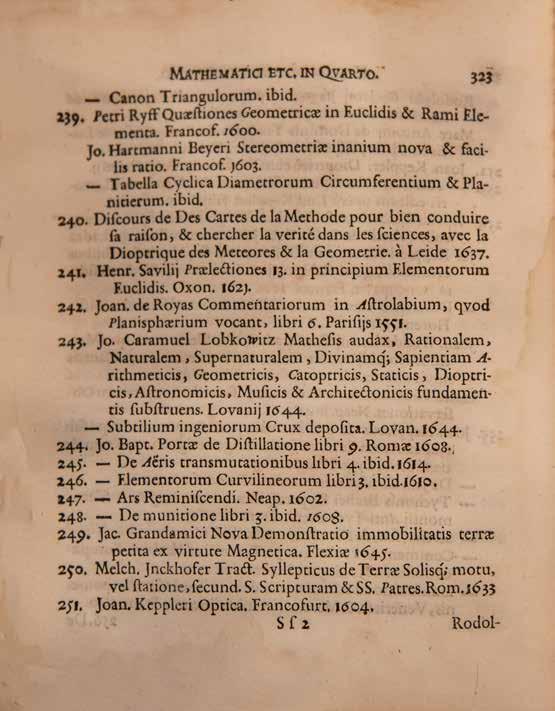 MATHEMATICI ETC. IN QVARTO. 323
— Canon Triangulorum. ibid.
239. Petri Ryff Quæſtiones Geometricæ in Euclidis & Rami Ele-
menta. Francof. 1600.
Jo. Hartmanni Beyeri Stereometriæ inanium nova & faci-
lis ratio. Francof. 1603.
— Tabella Cyclica Diametrorum Circumferentium & Pla-
nitierum. ibid.
240. Diſcours de Des Cartes de la Methode pour bien conduire
ſa raiſon, & chercher la verité dans les ſciences, avec la
Dioptrique des Meteores & la Geometrie. à Leide 1637.
241. Henr. Savilij Prælectiones 13. in principium Elementorum
Euclidis. Oxon. 1621.
242. Joan. de Royas Commentariorum in Aſtrolabium, qvod
Planiſphærium vocant, libri 6. Pariſijs 1551.
243. Jo. Caramuel Lobkowitz Matheſis audax, Rationalem,
Naturalem, Supernaturalem, Divinamq; Sapientiam A-
rithmeticis, Geometricis, Catoptricis, Staticis, Dioptri-
cis, Aſtronomicis, Muſicis & Architectonicis fundamen-
tis ſubſtruens. Lovanij 1644.
— Subtilium ingeniorum Crux depoſita. Lovan. 1644.
244. Jo. Bapt. Portæ de Diſtillatione libri 9. Romæ 1608.
245. — De Aëris transmutationibus libri 4. ibid. 1614.
246. — Elementorum Curvilineorum libri 3. ibid. 1610.
247. — Ars Reminiſcendi. Neap. 1602.
248. — De munitione libri 3. ibid. 1608.
249. Jac. Grandamici Nova Demonſtratio immobilitatis terræ
petita ex virtute Magnetica. Flexiæ 1645.
250. Melch. Jnckhofer Tract. Syllepticus de Terræ Solisq; motu,
vel ſtatione, ſecund. S. Scripturam & SS. Patres. Rom. 1633
251. Joan. Keppleri Optica. Francofurt. 1604.
S ſ 2 Rodol-